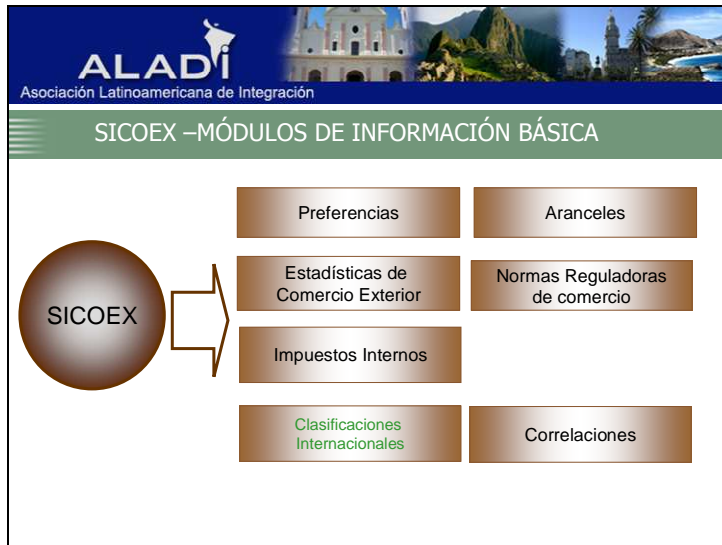 ALADi
Asociación Latinoamericana de Integración
SICOEX –MÓDULOS DE INFORMACIÓN BÁSICA
SICOEX
Preferencias
Aranceles
Estadísticas de
Comercio Exterior
Normas Reguladoras
de comercio
Impuestos Internos
Clasificaciones
Internacionales
Correlaciones